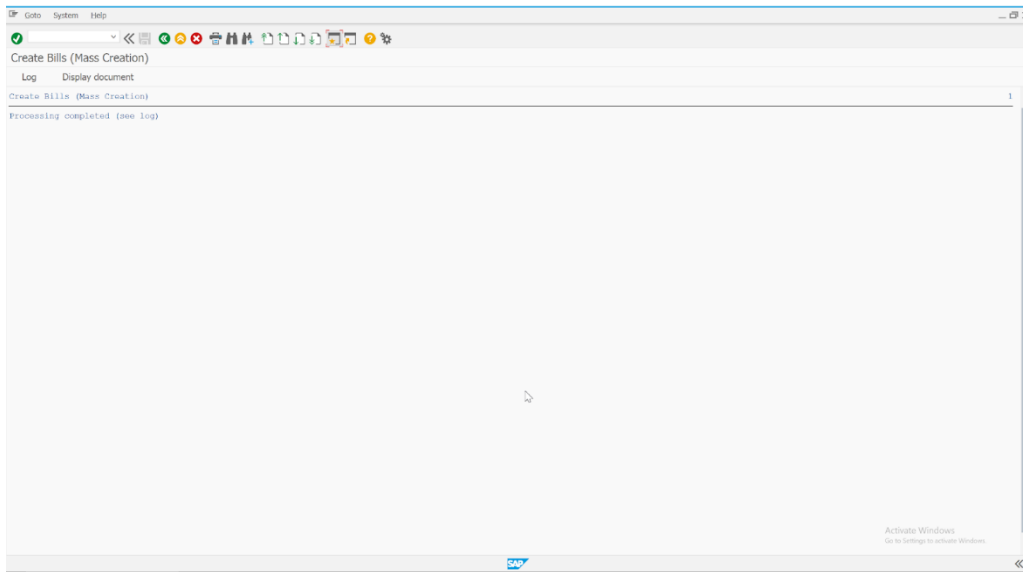 Goto System Help
Create Bills (Mass Creation)
Log Display document
Create Bills (Mass Creation) 1
Processing completed (see log)
Activate Windows
Go to Settings to activate Windows.
SAP